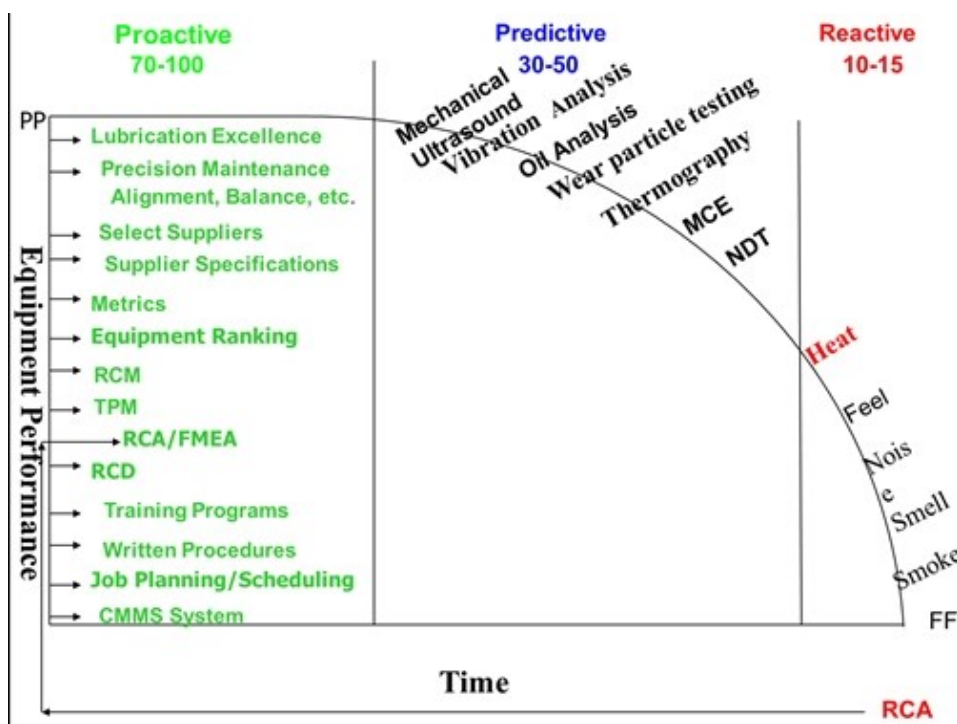 Proactive
70-100
Predictive
30-50
Reactive
10-15
PP
Equipment Performance
Lubrication Excellence
Precision Maintenance
Alignment, Balance, etc.
Select Suppliers
Supplier Specifications
Metrics
Equipment Ranking
RCM
TPM
RCA/FMEA
RCD
Training Programs
Written Procedures
Job Planning/Scheduling
CMMS System
Mechanical
Ultrasound
Vibration Analysis
Oil Analysis
Wear particle testing
Thermography
MCE
NDT
Heat
Feel
Nois
e
Smell
Smoke
FF
Time
RCA